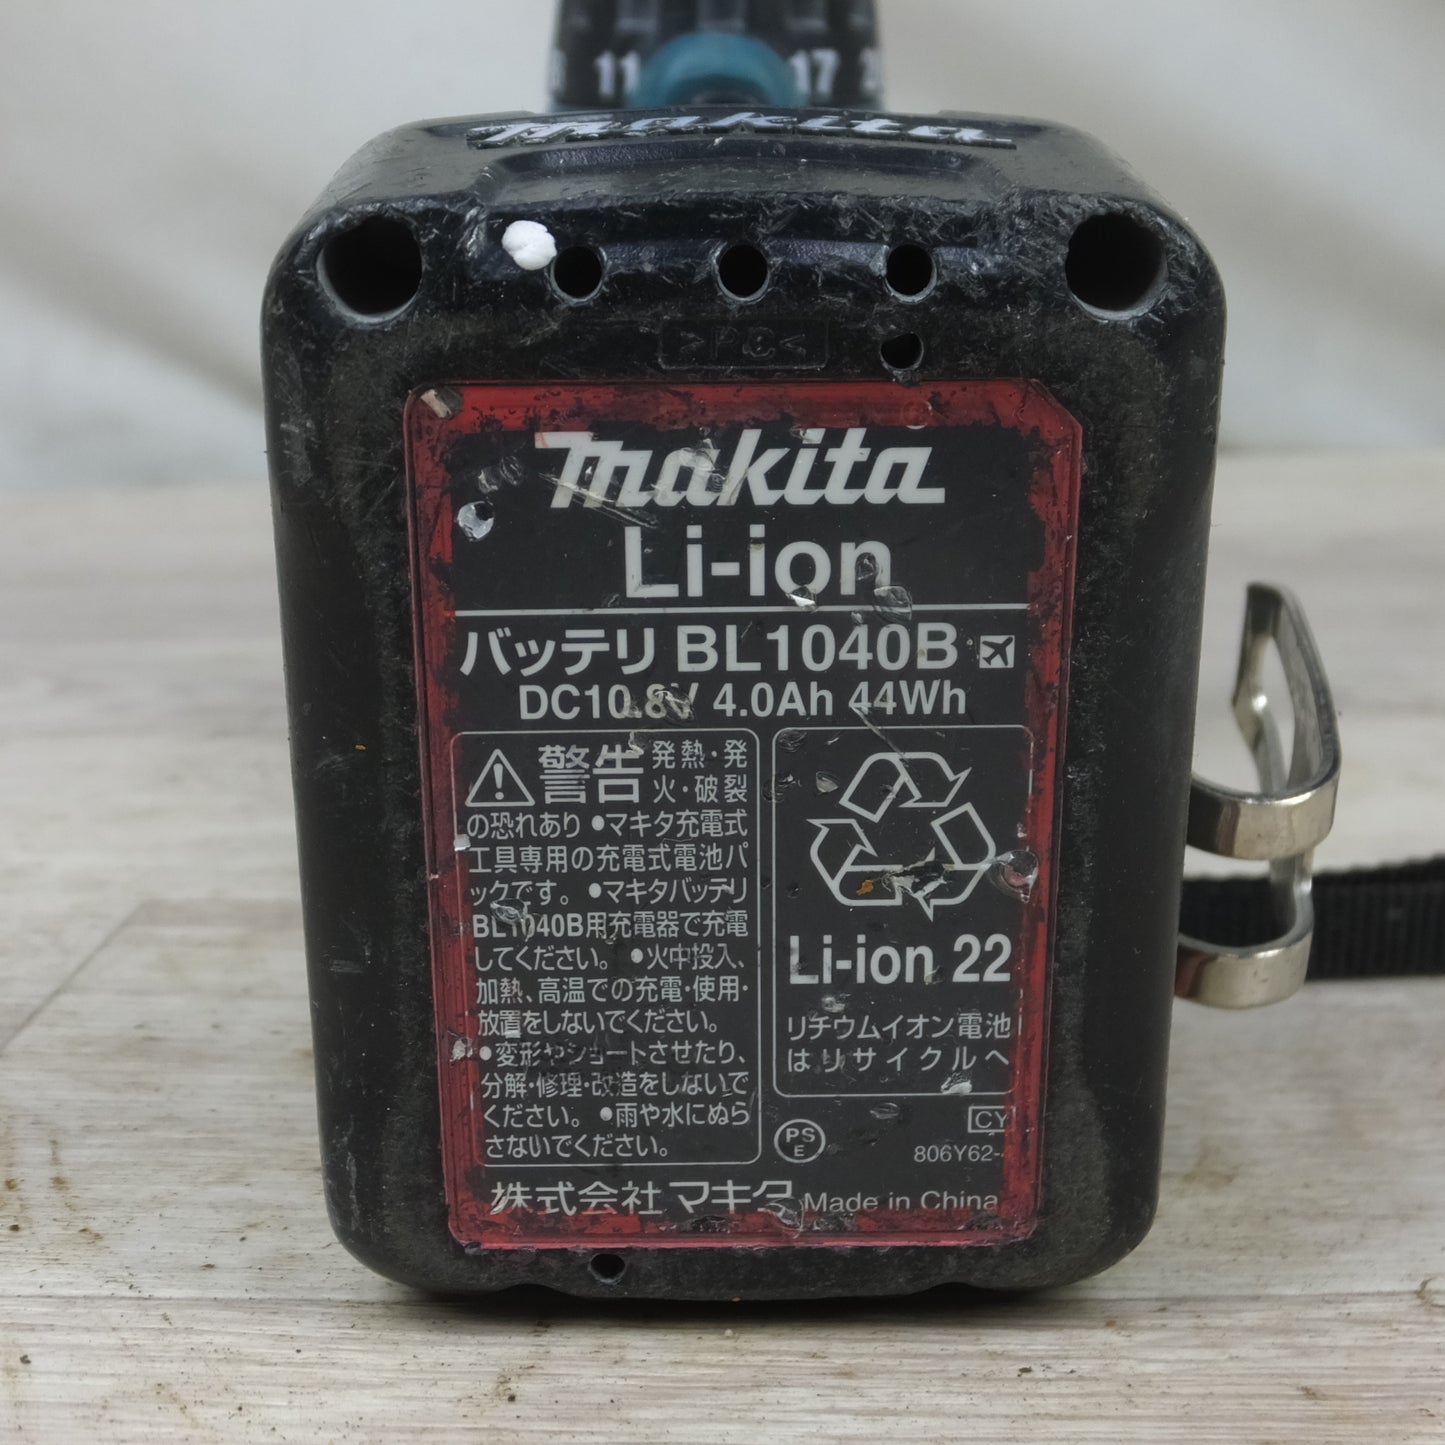 11 17
makita
>PC<
makita
Li-ion
バッテリ BL1040B
DC10.8V 4.0Ah 44Wh
警告 発熱・発
火・破裂
の恐れあり ●マキタ充電式
工具専用の充電式電池パ
ックです。 ●マキタバッテリ
BL1040B用充電器で充電
してください。 ●火中投入、
加熱、高温での充電・使用・
放置をしないでください。
●変形やショートさせたり、
分解・修理・改造をしないで
ください。 ●雨や水にぬら
さないでください。
Li-ion 22
リチウムイオン電池
はリサイクルへ
PS
E
CY
806Y62-
株式会社 マキタ Made in China